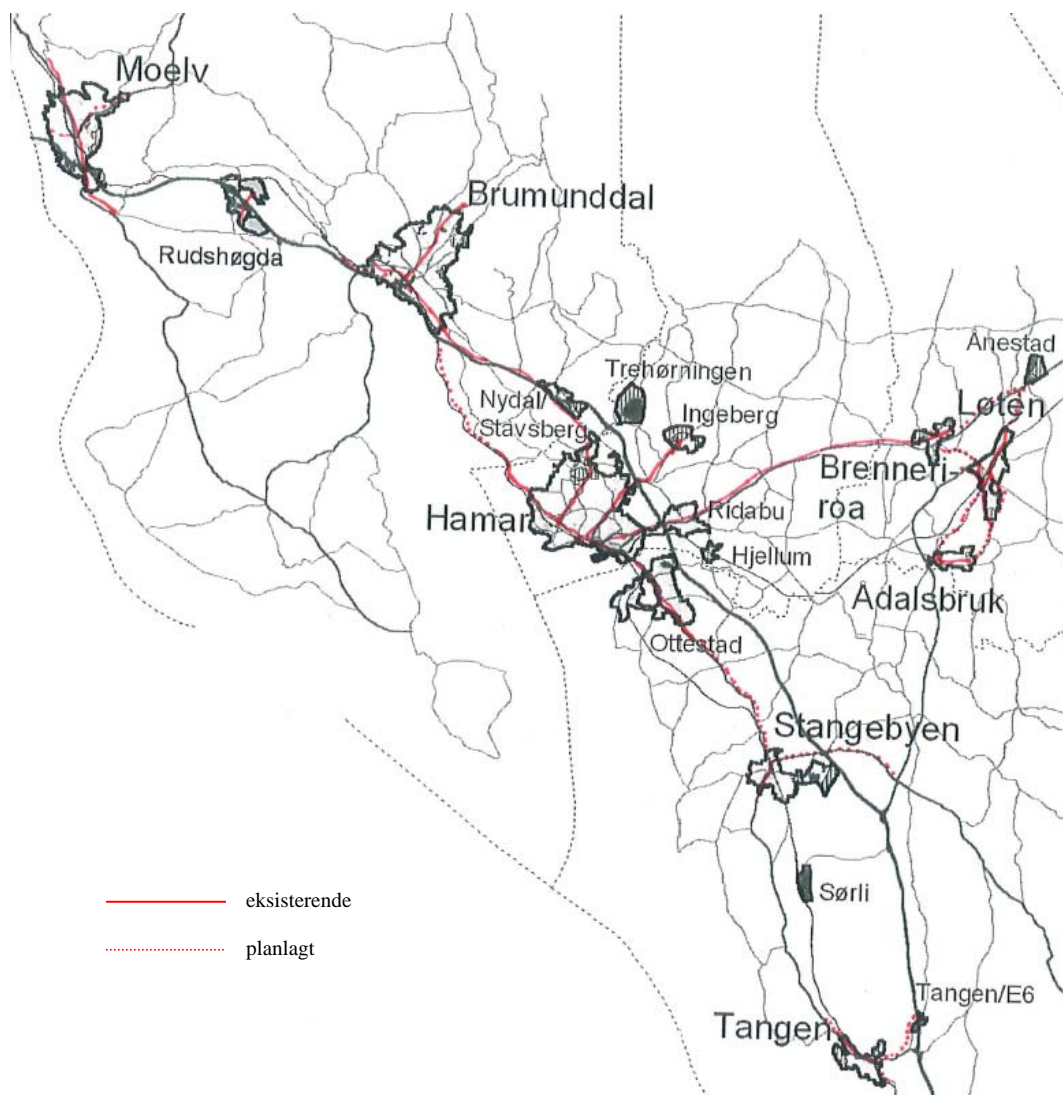 Moelv
Brumunddal
Rudshøgda
Ånestad
Trehørningen
Løten
Nydal/
Stavsberg
Ingeberg
Brenneri-
roa
Hamar
Ridabu
Hjellum
Ådalsbruk
Ottestad
Stangebyen
eksisterende
Sørli
planlagt
Tangen/E6
Tangen